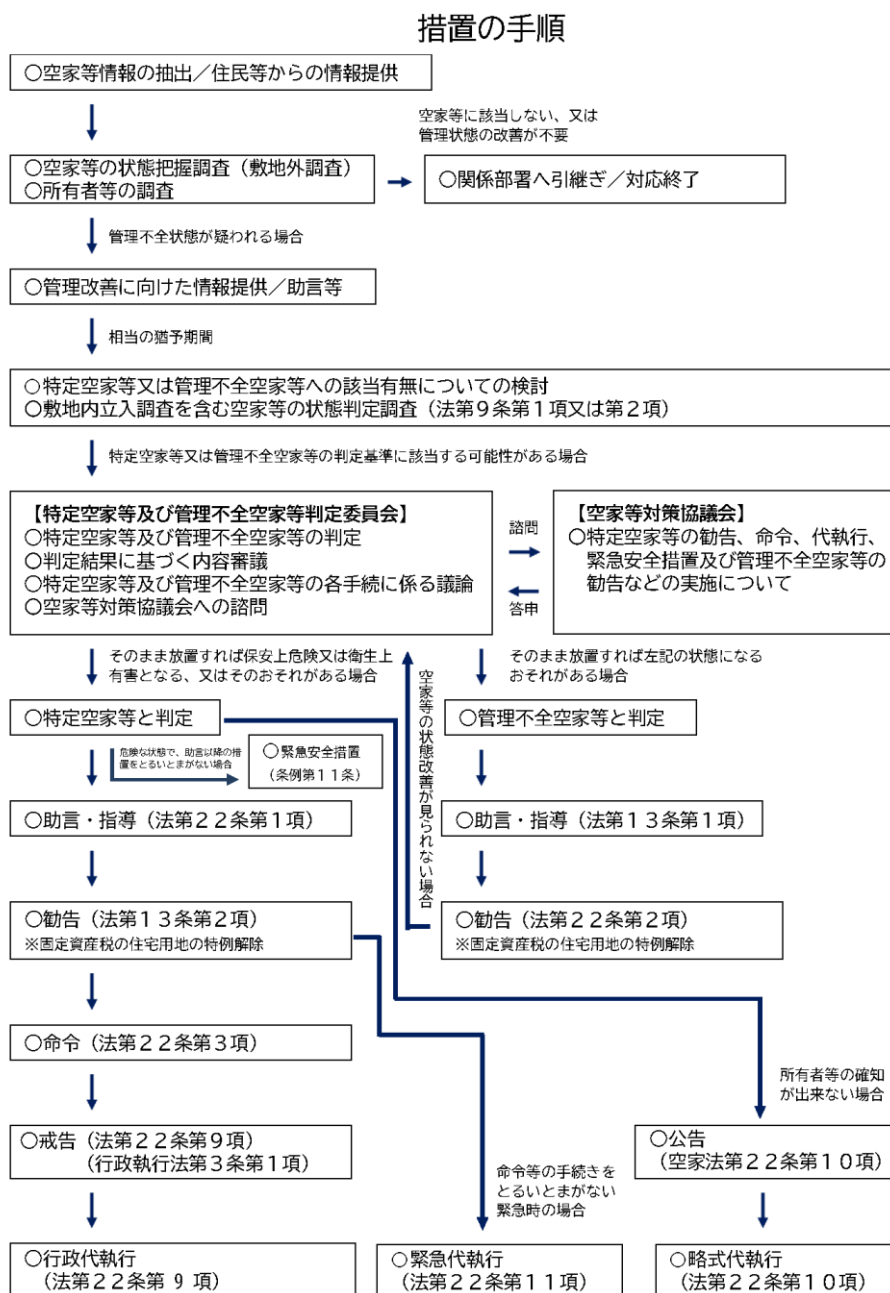 措置の手順
○空家等情報の抽出／住民等からの情報提供
空家等に該当しない、又は
管理状態の改善が不要
○空家等の状態把握調査（敷地外調査）
○所有者等の調査
○関係部署へ引継ぎ／対応終了
管理不全状態が疑われる場合
○管理改善に向けた情報提供／助言等
相当の猶予期間
○特定空家等又は管理不全空家等への該当有無についての検討
○敷地内立入調査を含む空家等の状態判定調査（法第９条第１項又は第２項）
特定空家等又は管理不全空家等の判定基準に該当する可能性がある場合
【特定空家等及び管理不全空家等判定委員会】
○特定空家等及び管理不全空家等の判定
○判定結果に基づく内容審議
○特定空家等及び管理不全空家等の各手続に係る議論
○空家等対策協議会への諮問
諮問
答申
【空家等対策協議会】
○特定空家等の勧告、命令、代執行、
緊急安全措置及び管理不全空家等の
勧告などの実施について
そのまま放置すれば保安上危険又は衛生上
有害となる、又はそのおそれがある場合
空家等の状態改善が見られない場合
そのまま放置すれば左記の状態になる
おそれがある場合
○特定空家等と判定
○管理不全空家等と判定
危険な状態で、助言以降の措
置をとるいとまがない場合
○緊急安全措置
（条例第１１条）
○助言・指導（法第２２条第１項）
○助言・指導（法第１３条第１項）
○勧告（法第１３条第２項）
※固定資産税の住宅用地の特例解除
○勧告（法第２２条第２項）
※固定資産税の住宅用地の特例解除
○命令（法第２２条第３項）
所有者等の確知
が出来ない場合
○戒告（法第２２条第９項）
（行政執行法第３条第１項）
○公告
（空家法第２２条第１０項）
命令等の手続きを
とるいとまがない
緊急時の場合
○行政代執行
（法第２２条第 9 項）
○緊急代執行
（法第２２条第１１項）
○略式代執行
（法第２２条第１０項）